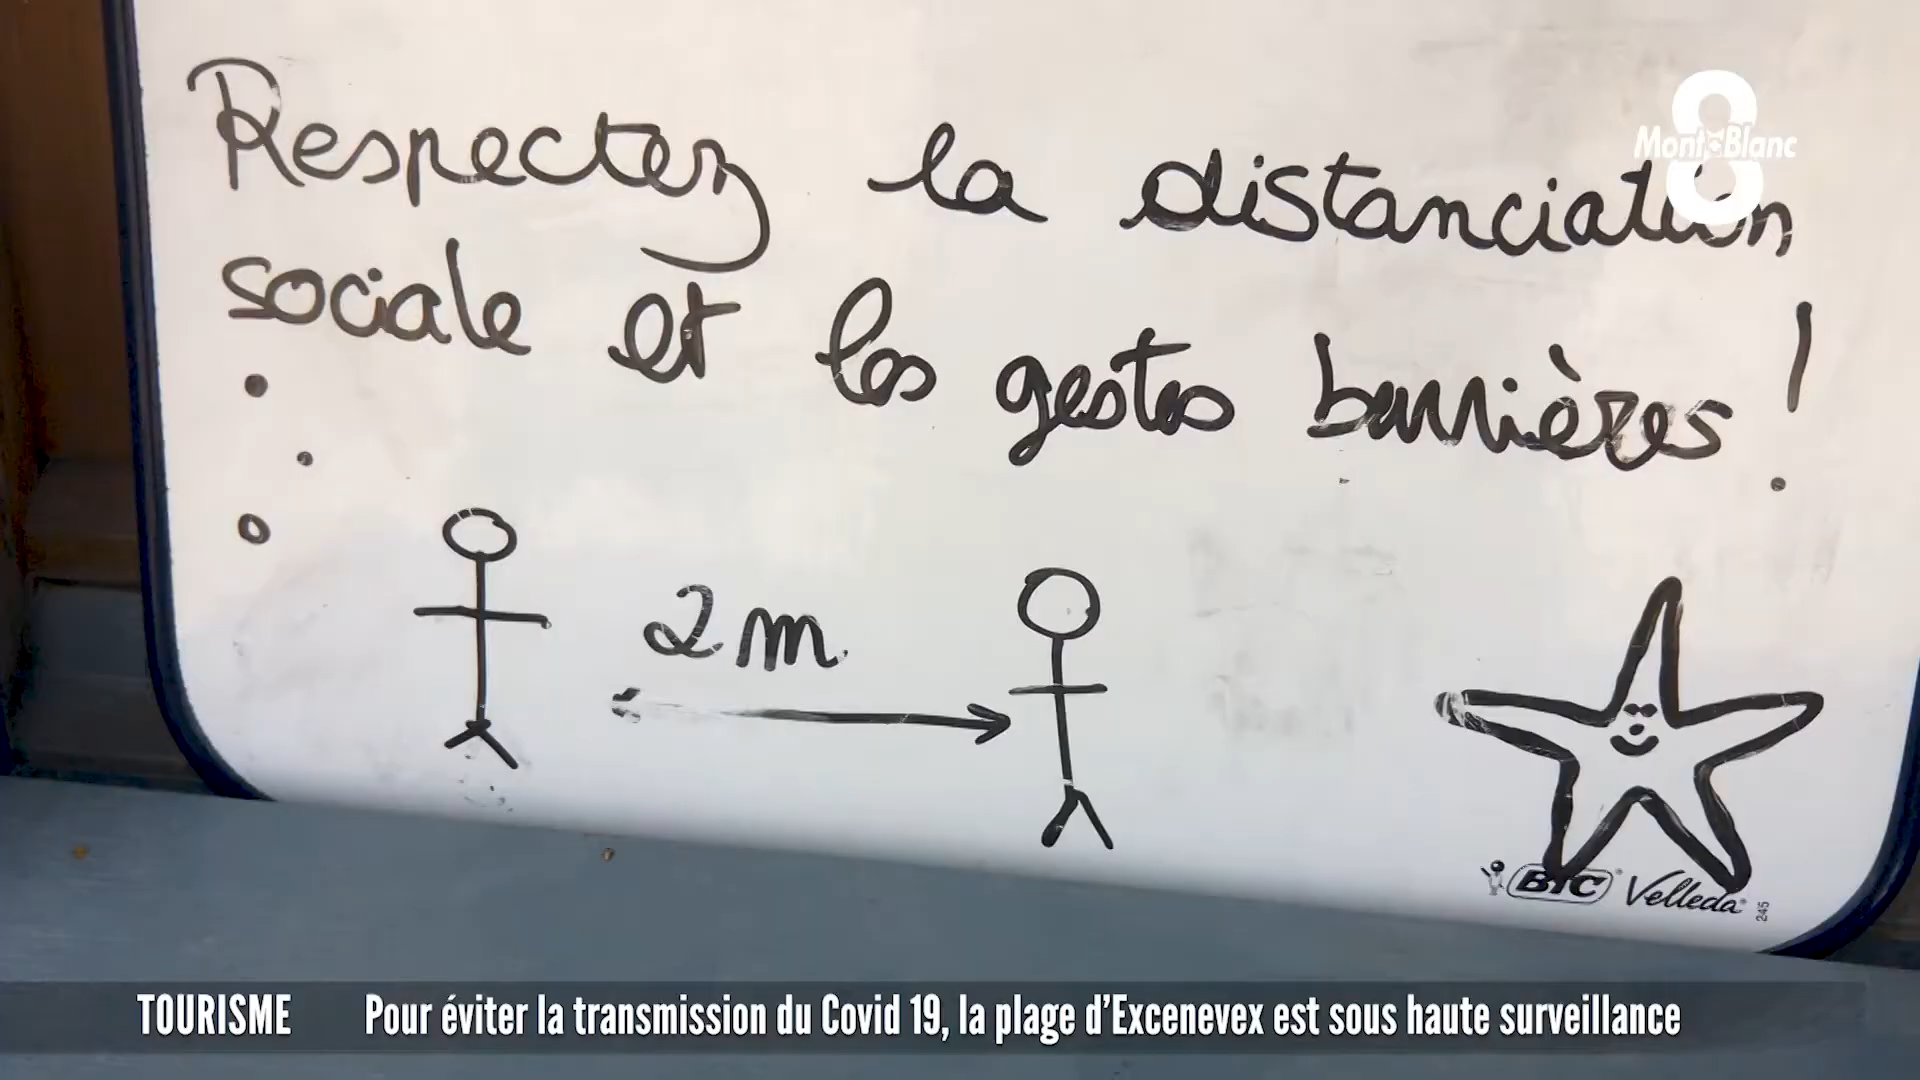 8
Mont-Blanc
Respectez la distanciation
sociale et les gestes barrières !
2m
BIC Velleda
245
TOURISME Pour éviter la transmission du Covid 19, la plage d'Excenevex est sous haute surveillance